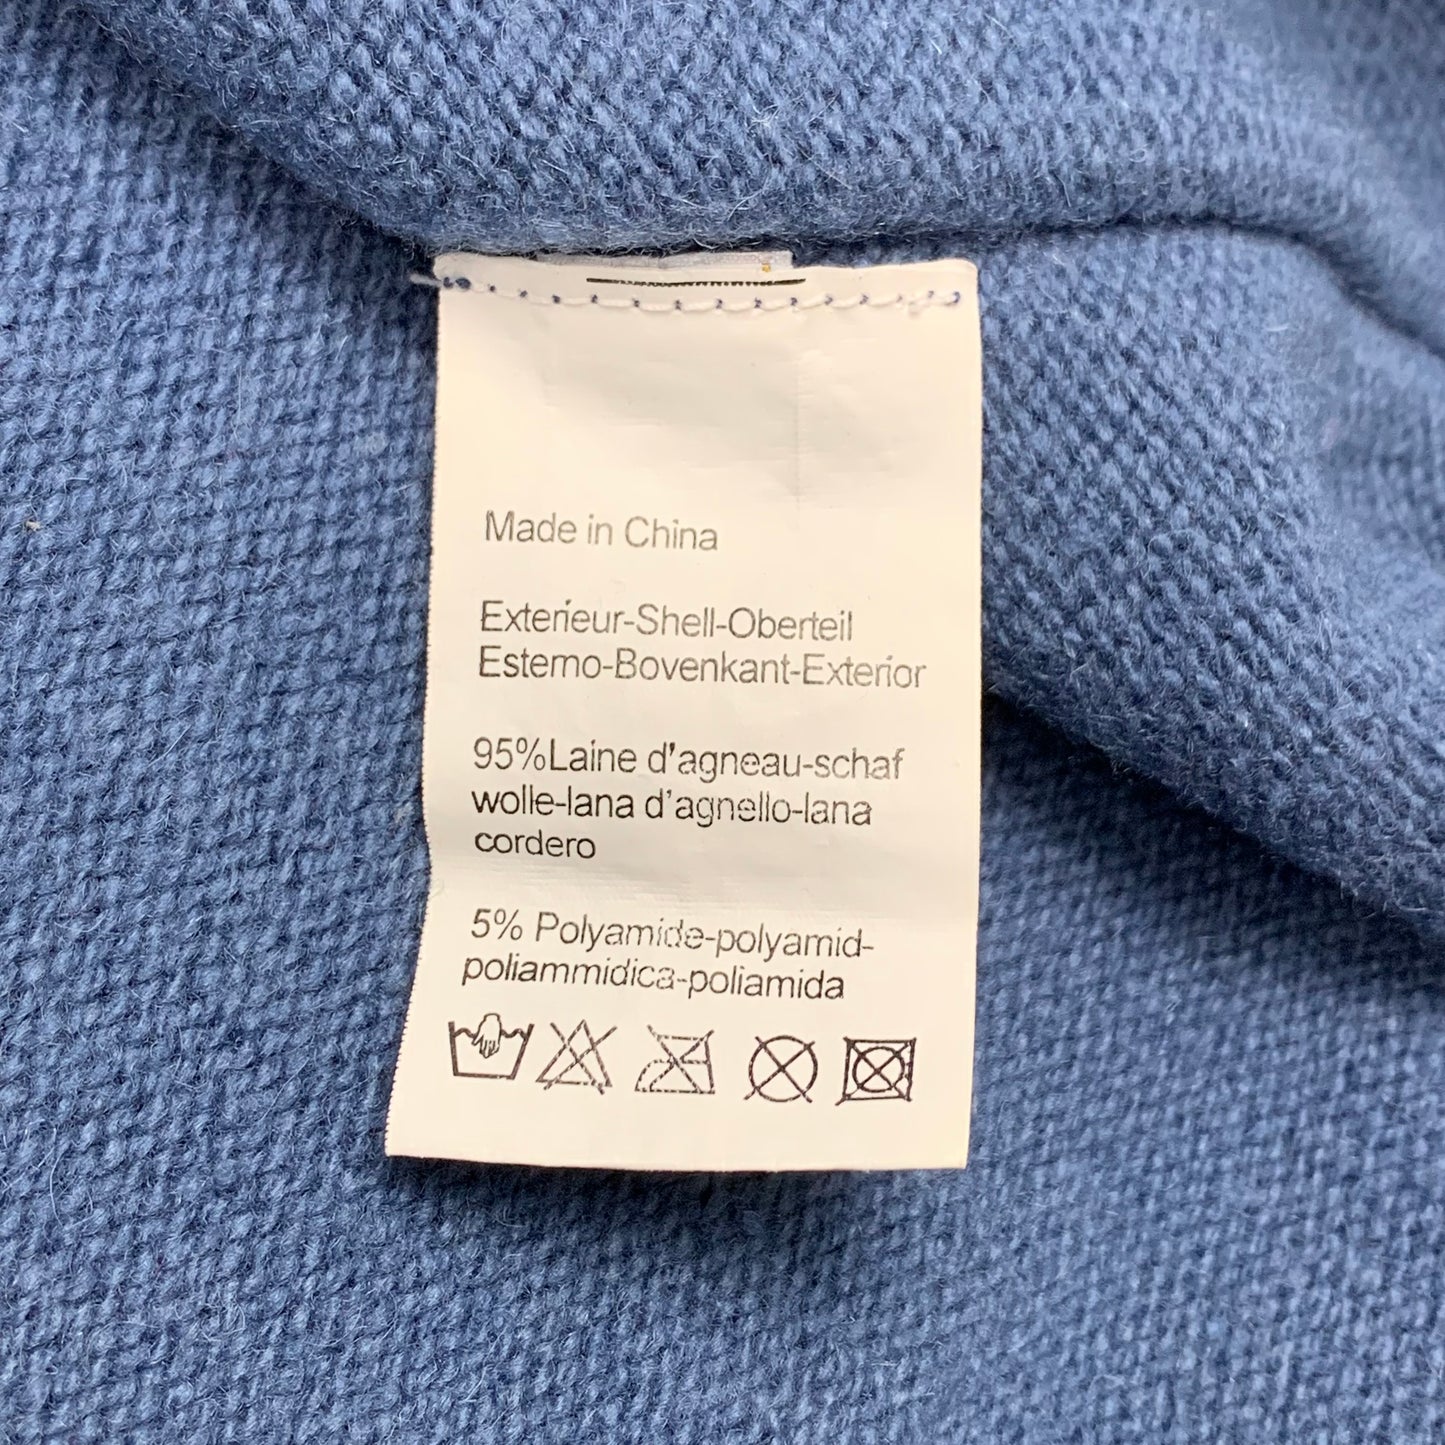 Made in China
Exterieur-Shell-Oberteil
Esterno-Bovenkant-Exterior
95%Laine d'agneau-schaf
wolle-lana d'agnello-lana
cordero
5% Polyamide-polyamid-
poliammidica-poliamida